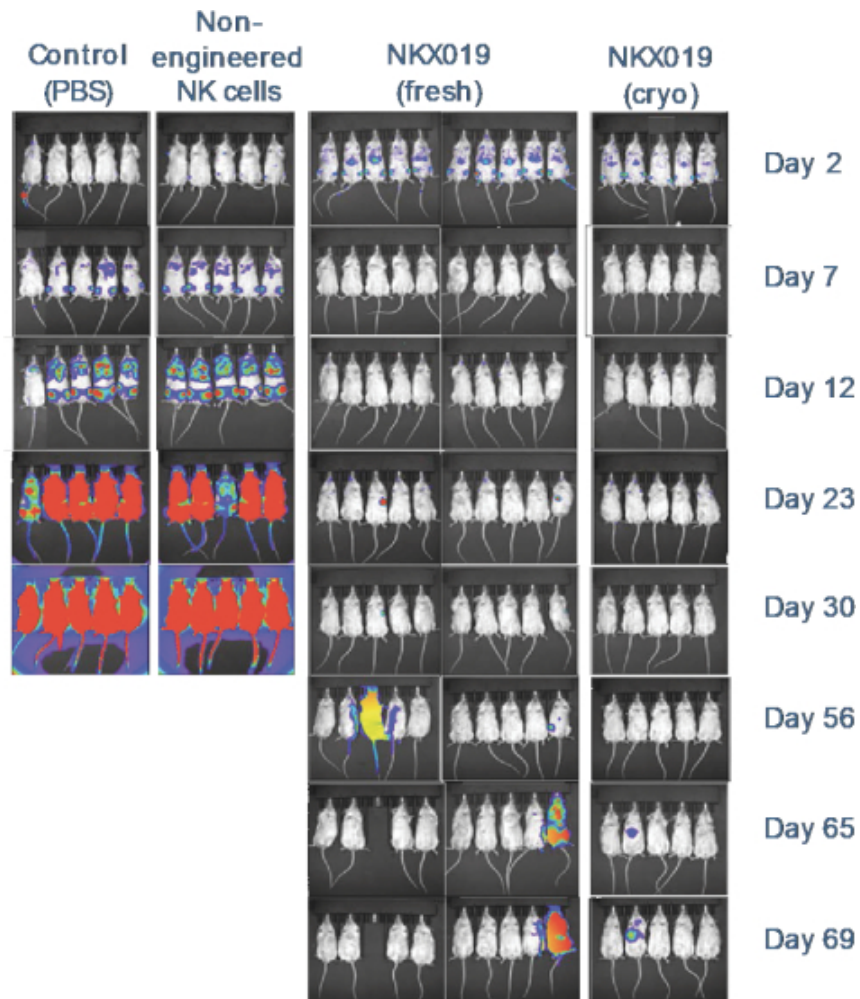 Control
(PBS)
Non-
engineered
NK cells
NKX019
(fresh)
NKX019
(cryo)
Day 2
Day 7
Day 12
Day 23
Day 30
Day 56
Day 65
Day 69